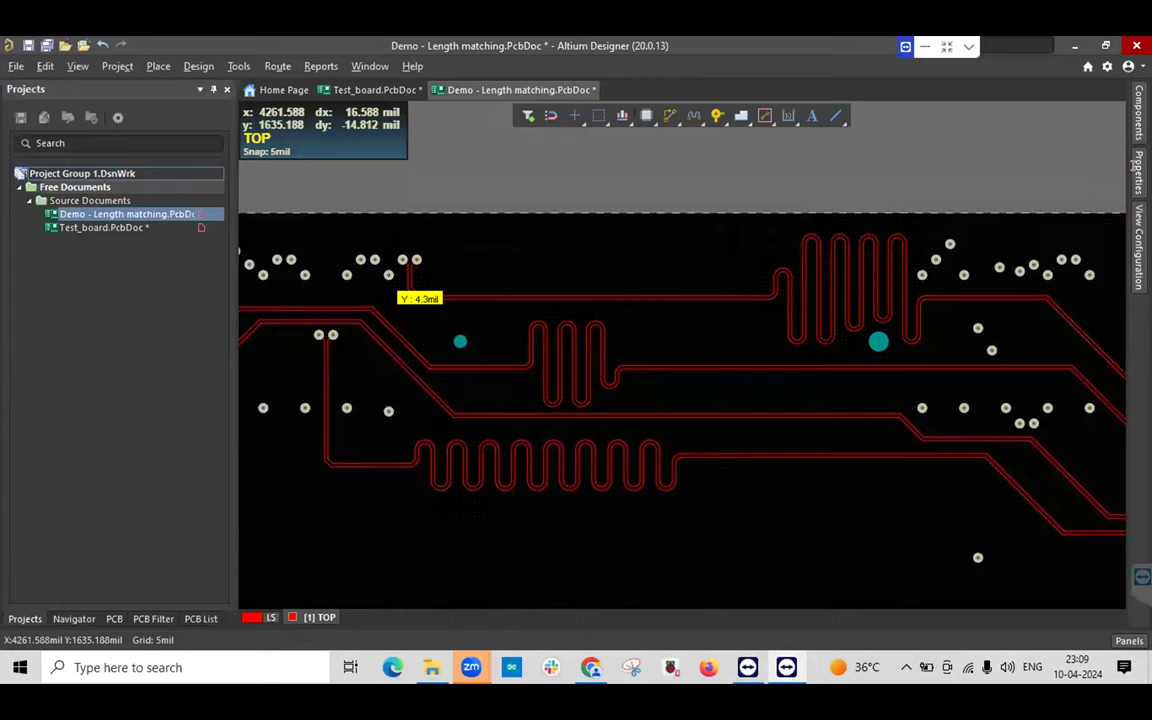 Demo - Length matching.PcbDoc * - Altium Designer (20.0.13)
File Edit View Project Place Design Tools Route Reports Window Help
Projects
Home Page
Test_board.PcbDoc *
Demo - Length matching.PcbDoc *
x: 4261.588 dx: 16.588 mil
y: 1635.188 dy: -14.812 mil
TOP
Snap: 5mil
Search
Project Group 1.DsnWrk
Free Documents
Source Documents
Demo - Length matching.PcbDc
Test_board.PcbDoc *
Components
Properties
View Configuration
Y : 4.3mil
Projects Navigator PCB PCB Filter PCB List
LS [1] TOP
X:4261.588mil Y:1635.188mil Grid: 5mil
Panels
Type here to search
zm
36°C
ENG
23:09
10-04-2024